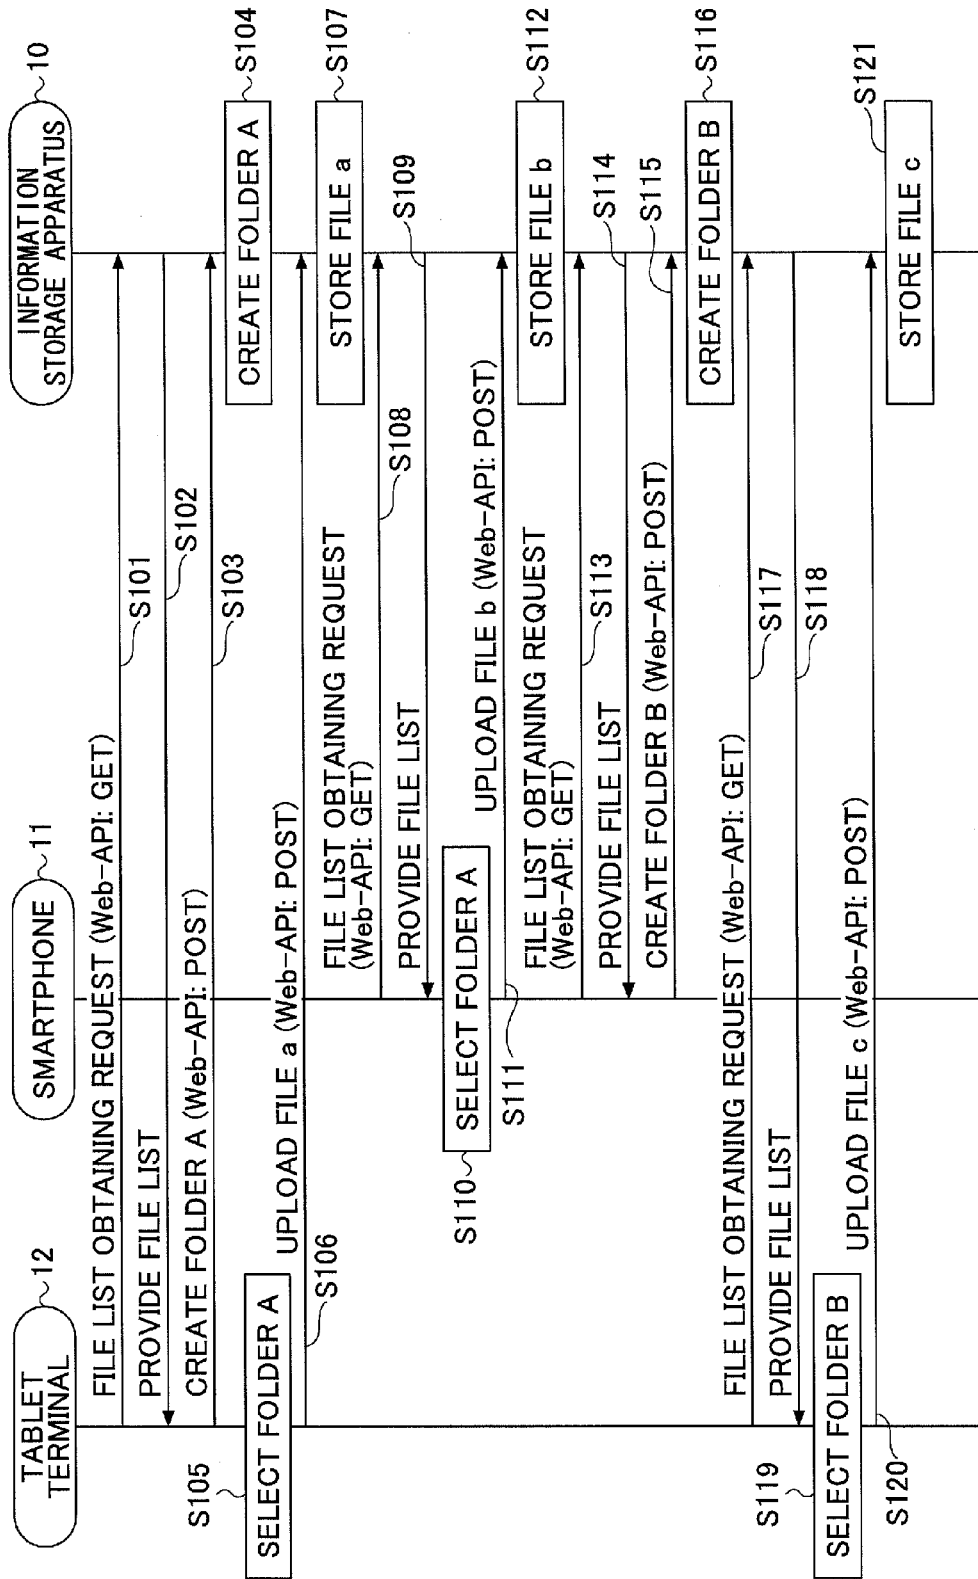 TABLET
TERMINAL
12
SMARTPHONE
11
INFORMATION
STORAGE APPARATUS
10
FILE LIST OBTAINING REQUEST (Web-API: GET)
S101
PROVIDE FILE LIST
S102
CREATE FOLDER A (Web-API: POST)
S103
CREATE FOLDER A
S104
S105
SELECT FOLDER A
UPLOAD FILE a (Web-API: POST)
S106
STORE FILE a
S107
FILE LIST OBTAINING REQUEST
(Web-API: GET)
S108
PROVIDE FILE LIST
S109
S110
SELECT FOLDER A
UPLOAD FILE b (Web-API: POST)
S111
STORE FILE b
S112
FILE LIST OBTAINING REQUEST
(Web-API: GET)
S113
PROVIDE FILE LIST
S114
CREATE FOLDER B (Web-API: POST)
S115
CREATE FOLDER B
S116
FILE LIST OBTAINING REQUEST (Web-API: GET)
S117
PROVIDE FILE LIST
S118
S119
SELECT FOLDER B
UPLOAD FILE c (Web-API: POST)
S120
STORE FILE c
S121